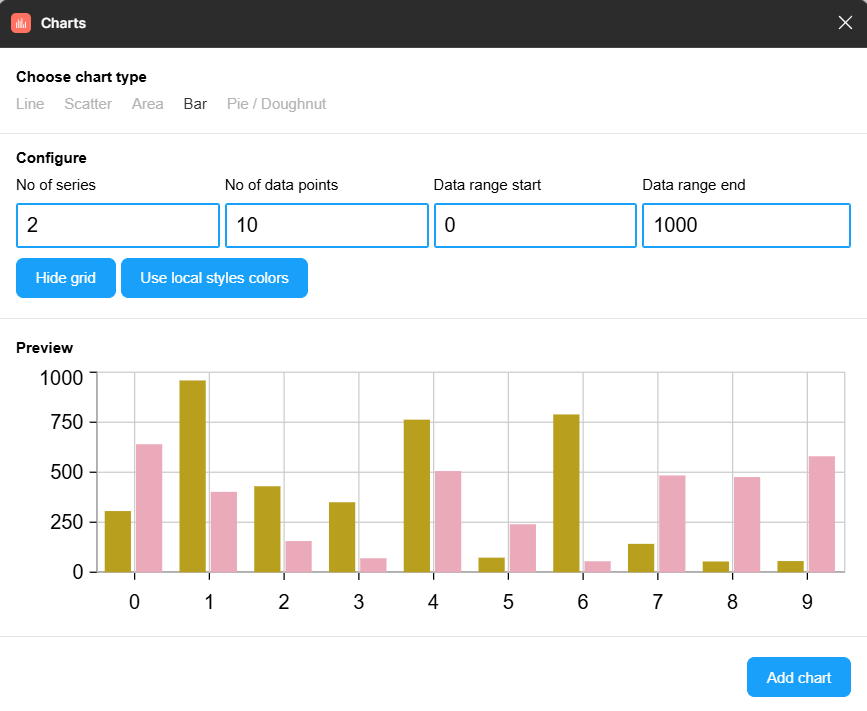 Charts
Choose chart type
Line Scatter Area Bar Pie / Doughnut
Configure
No of series No of data points Data range start Data range end
2 10 0 1000
Hide grid Use local styles colors
Preview
1000
750
500
250
0
0 1 2 3 4 5 6 7 8 9
Add chart